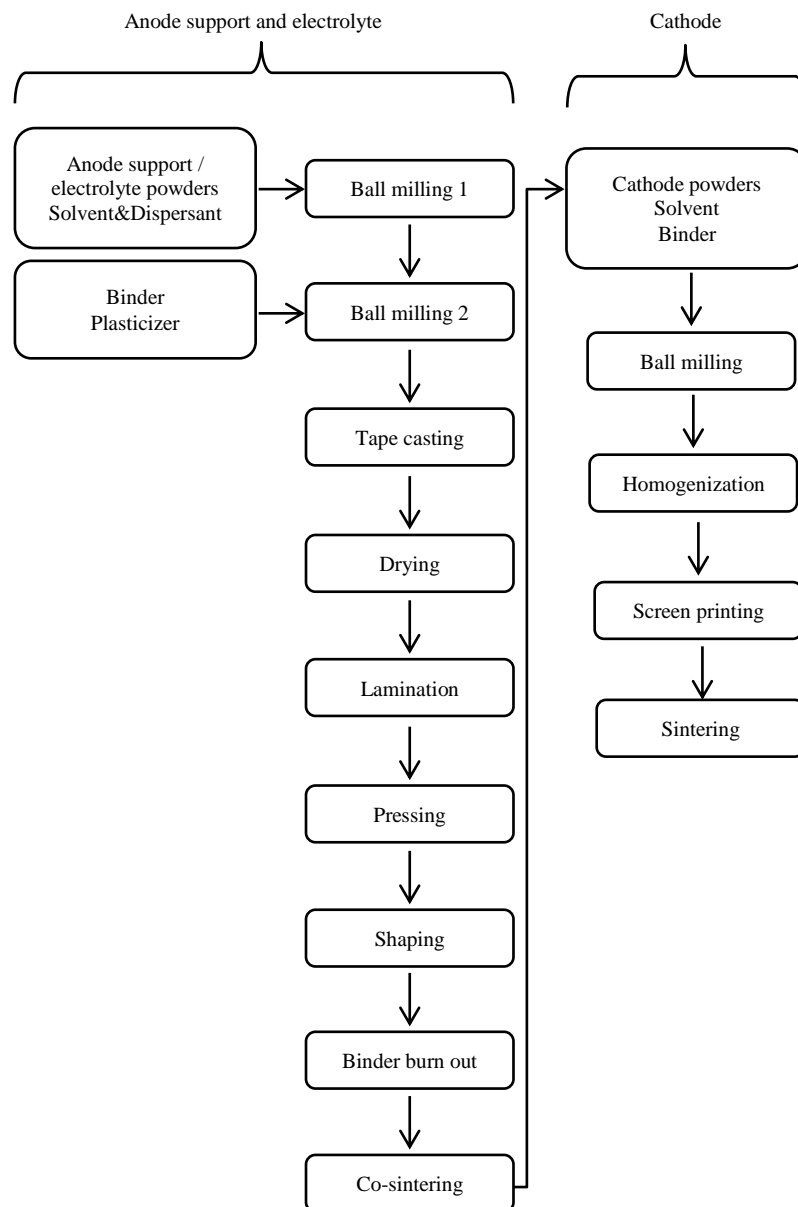 Anode support and electrolyte
Cathode
Anode support /
electrolyte powders
Solvent&Dispersant
Ball milling 1
Binder
Plasticizer
Ball milling 2
Tape casting
Drying
Lamination
Pressing
Shaping
Binder burn out
Co-sintering
Cathode powders
Solvent
Binder
Ball milling
Homogenization
Screen printing
Sintering